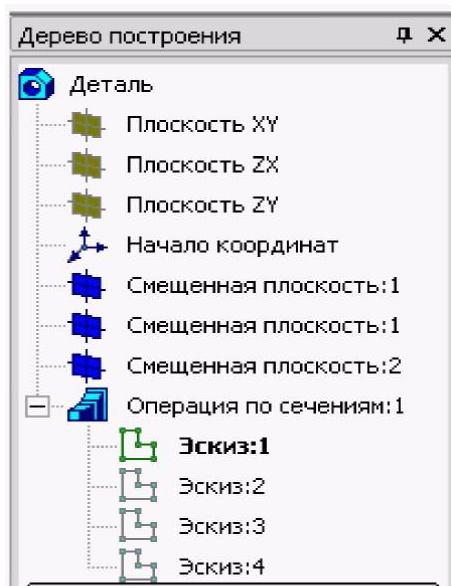 Дерево построения
Деталь
Плоскость XY
Плоскость ZX
Плоскость ZY
Начало координат
Смещенная плоскость:1
Смещенная плоскость:1
Смещенная плоскость:2
Операция по сечениям:1
Эскиз:1
Эскиз:2
Эскиз:3
Эскиз:4